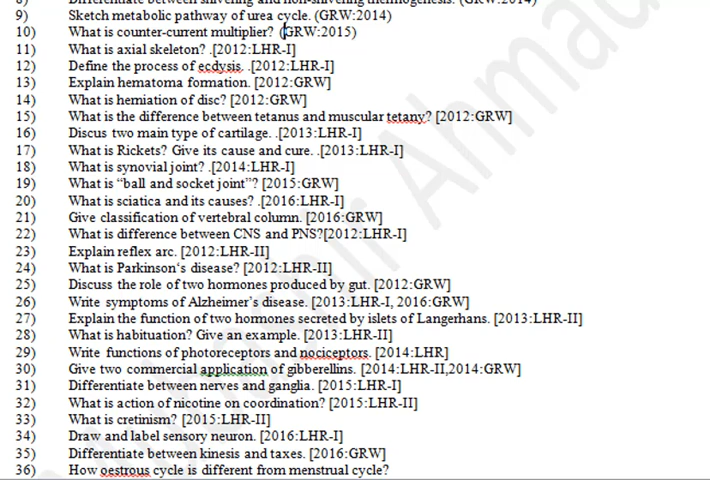 8) Differentiate between shivering and non-shivering thermogenesis. (GRW:2014)
9) Sketch metabolic pathway of urea cycle. (GRW:2014)
10) What is counter-current multiplier? (GRW:2015)
11) What is axial skeleton? .[2012:LHR-I]
12) Define the process of ecdysis. .[2012:LHR-I]
13) Explain hematoma formation. [2012:GRW]
14) What is herniation of disc? [2012:GRW]
15) What is the difference between tetanus and muscular tetany? [2012:GRW]
16) Discus two main type of cartilage. .[2013:LHR-I]
17) What is Rickets? Give its cause and cure. .[2013:LHR-I]
18) What is synovial joint? .[2014:LHR-I]
19) What is “ball and socket joint”? [2015:GRW]
20) What is sciatica and its causes? .[2016:LHR-I]
21) Give classification of vertebral column. [2016:GRW]
22) What is difference between CNS and PNS?[2012:LHR-I]
23) Explain reflex arc. [2012:LHR-II]
24) What is Parkinson‘s disease? [2012:LHR-II]
25) Discuss the role of two hormones produced by gut. [2012:GRW]
26) Write symptoms of Alzheimer’s disease. [2013:LHR-I, 2016:GRW]
27) Explain the function of two hormones secreted by islets of Langerhans. [2013:LHR-II]
28) What is habituation? Give an example. [2013:LHR-II]
29) Write functions of photoreceptors and nociceptors. [2014:LHR]
30) Give two commercial application of gibberellins. [2014:LHR-II,2014:GRW]
31) Differentiate between nerves and ganglia. [2015:LHR-I]
32) What is action of nicotine on coordination? [2015:LHR-II]
33) What is cretinism? [2015:LHR-II]
34) Draw and label sensory neuron. [2016:LHR-I]
35) Differentiate between kinesis and taxes. [2016:GRW]
36) How oestrous cycle is different from menstrual cycle?